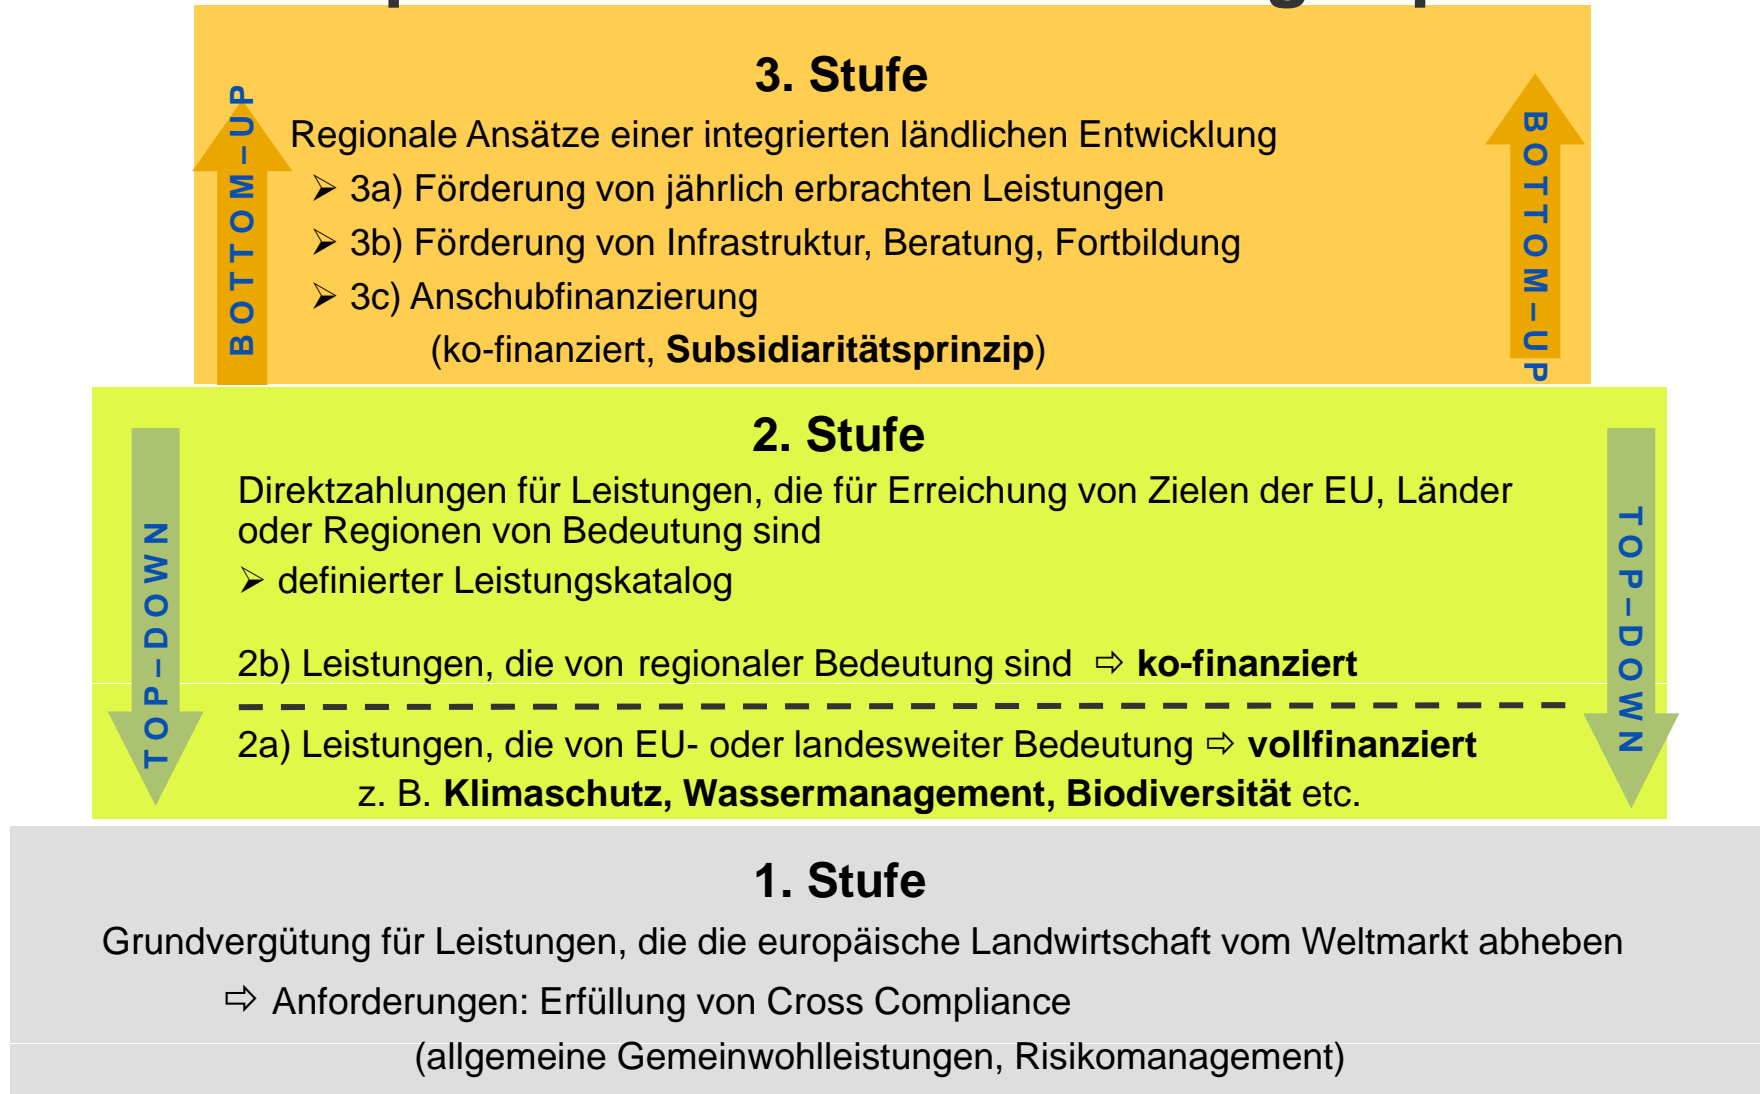 3. Stufe
BOTTOM–UP
BOTTOM–UP
Regionale Ansätze einer integrierten ländlichen Entwicklung
➢ 3a) Förderung von jährlich erbrachten Leistungen
➢ 3b) Förderung von Infrastruktur, Beratung, Fortbildung
➢ 3c) Anschubfinanzierung
(ko-finanziert, Subsidiaritätsprinzip)
2. Stufe
TOP–DOWN
TOP–DOWN
Direktzahlungen für Leistungen, die für Erreichung von Zielen der EU, Länder
oder Regionen von Bedeutung sind
➢ definierter Leistungskatalog
2b) Leistungen, die von regionaler Bedeutung sind ⇨ ko-finanziert
2a) Leistungen, die von EU- oder landesweiter Bedeutung ⇨ vollfinanziert
z. B. Klimaschutz, Wassermanagement, Biodiversität etc.
1. Stufe
Grundvergütung für Leistungen, die die europäische Landwirtschaft vom Weltmarkt abheben
⇨ Anforderungen: Erfüllung von Cross Compliance
(allgemeine Gemeinwohlleistungen, Risikomanagement)